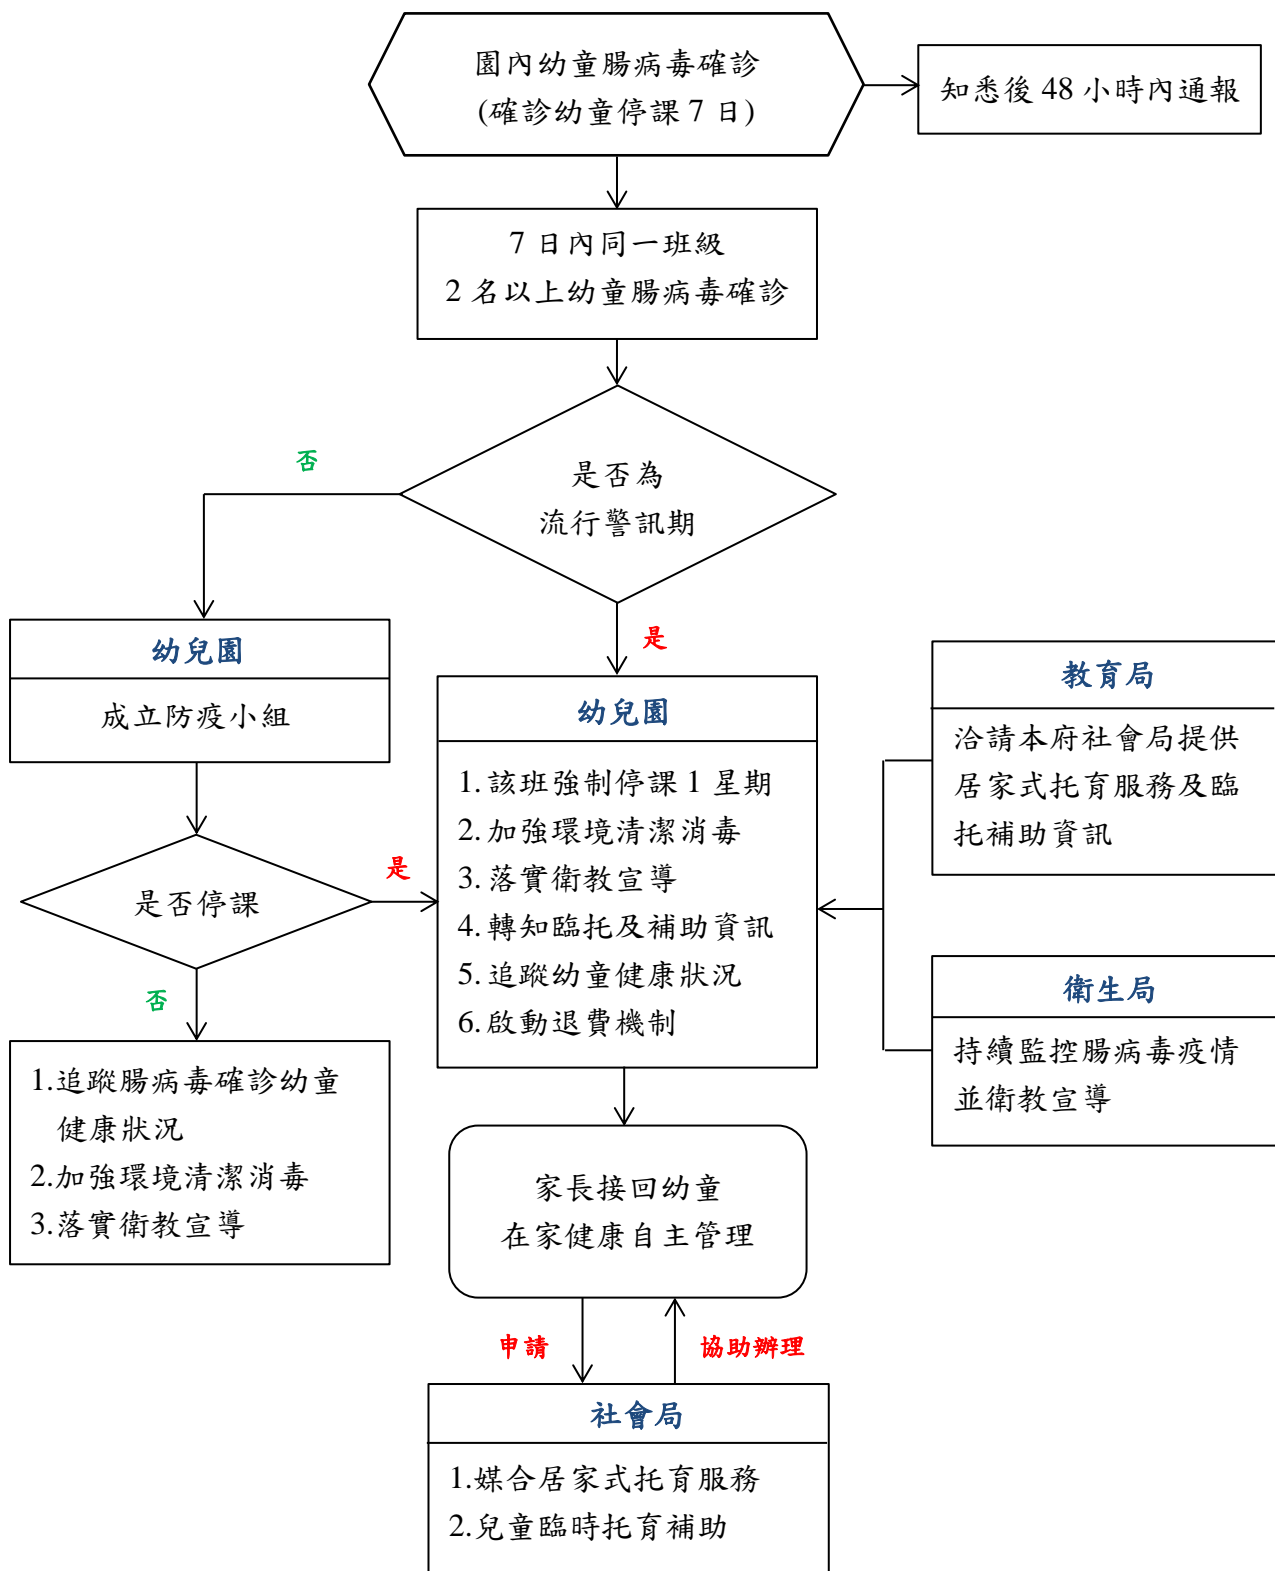 園內幼童腸病毒確診
(確診幼童停課 7 日)
知悉後 48 小時內通報
7 日內同一班級
2 名以上幼童腸病毒確診
是否為
流行警訊期
否
是
幼兒園
成立防疫小組
是否停課
是
否
1.追蹤腸病毒確診幼童
健康狀況
2.加強環境清潔消毒
3.落實衛教宣導
幼兒園
1.該班強制停課 1 星期
2.加強環境清潔消毒
3.落實衛教宣導
4.轉知臨托及補助資訊
5.追蹤幼童健康狀況
6.啟動退費機制
教育局
洽請本府社會局提供
居家式托育服務及臨
托補助資訊
衛生局
持續監控腸病毒疫情
並衛教宣導
家長接回幼童
在家健康自主管理
申請
協助辦理
社會局
1.媒合居家式托育服務
2.兒童臨時托育補助